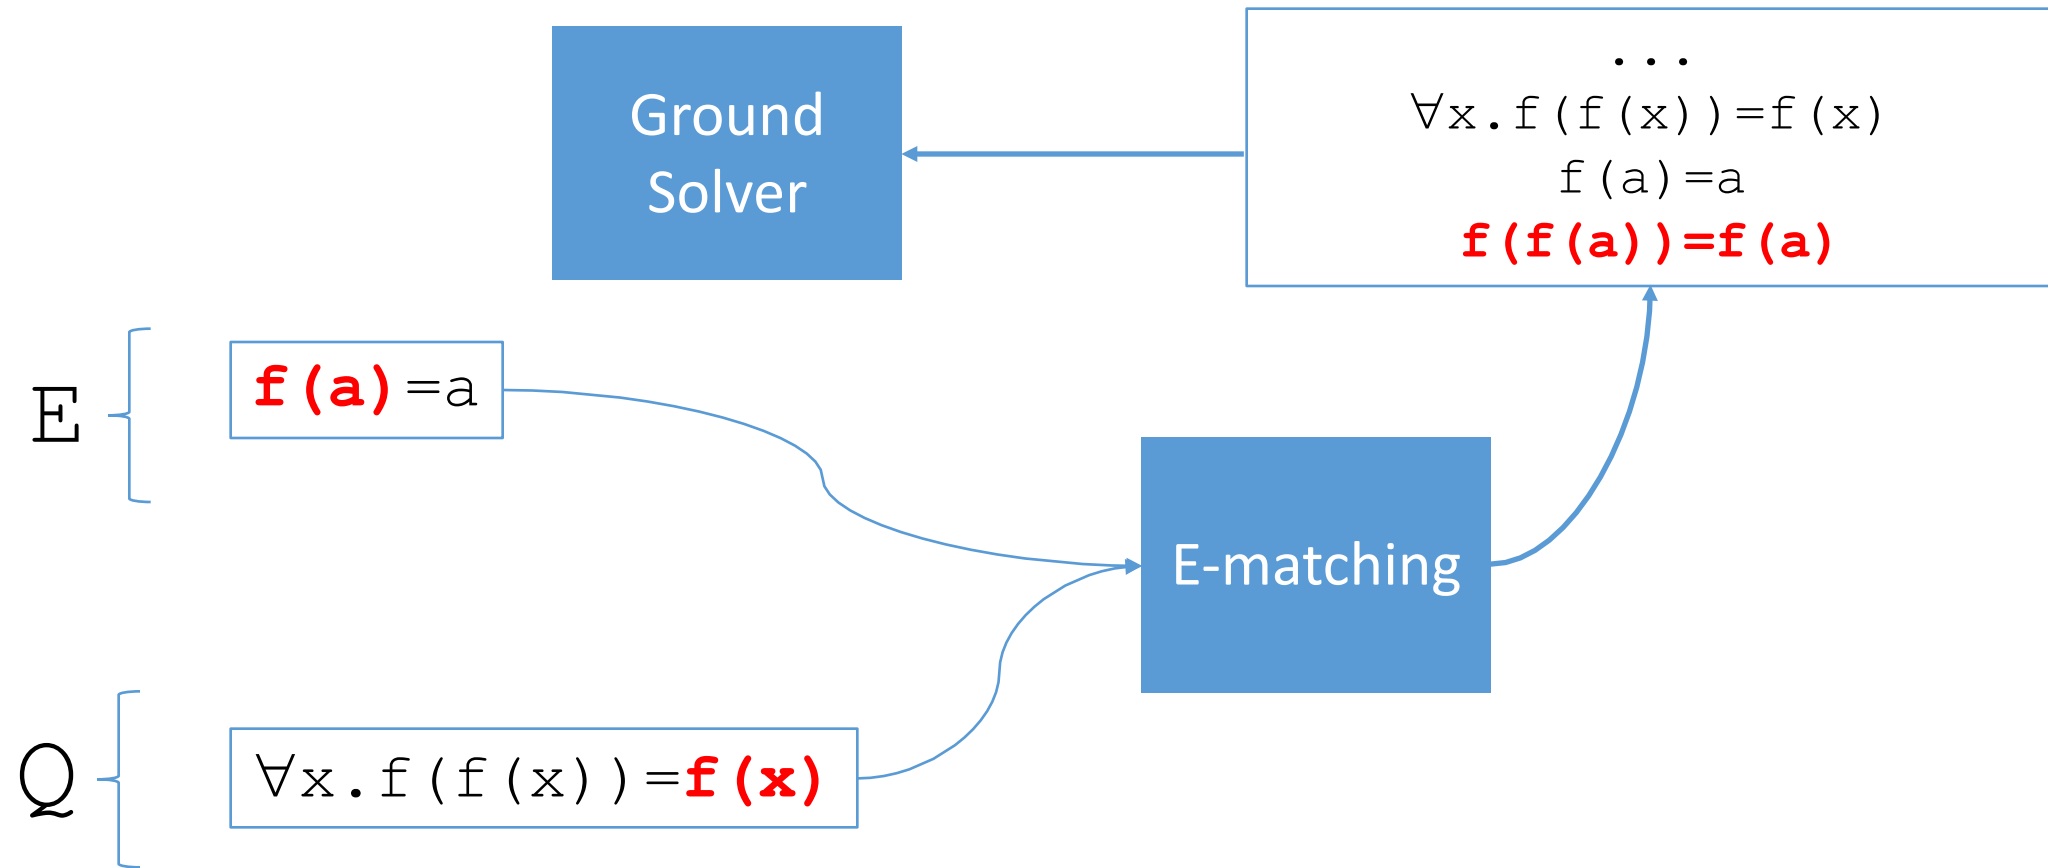 Ground
Solver
...
∀x.f(f(x))=f(x)
f(a)=a
f(f(a))=f(a)
E
f(a)=a
E-matching
Q
∀x.f(f(x))=f(x)